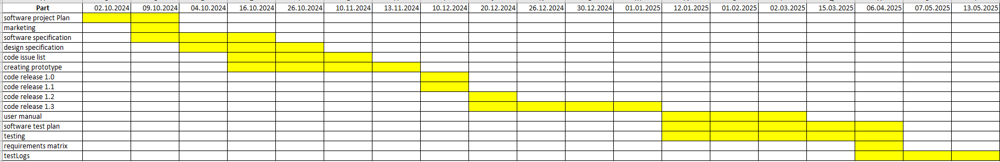 Part 02.10.2024 09.10.2024 04.10.2024 16.10.2024 26.10.2024 10.11.2024 13.11.2024 10.12.2024 20.12.2024 26.12.2024 30.12.2024 01.01.2025 12.01.2025 01.02.2025 02.03.2025 15.03.2025 06.04.2025 07.05.2025 13.05.2025
software project Plan
marketing
software specification
design specification
code issue list
creating prototype
code release 1.0
code release 1.1
code release 1.2
code release 1.3
user manual
software test plan
testing
requirements matrix
testLogs